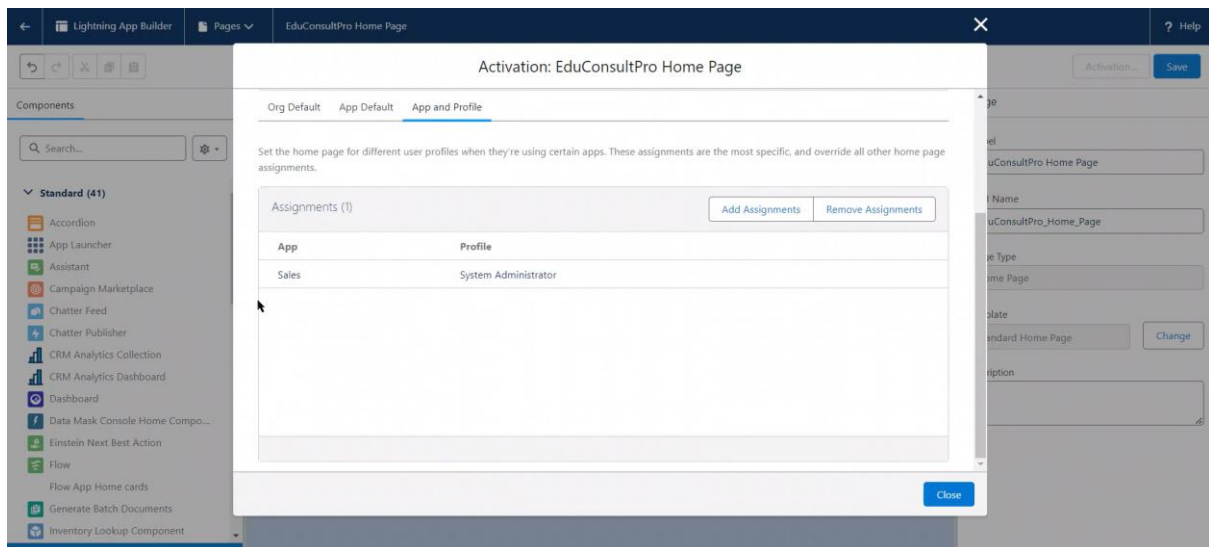 Lightning App Builder
Pages
EduConsultPro Home Page
? Help
Activation: EduConsultPro Home Page
Activation...
Save
Components
Search...
Standard (41)
Accordion
App Launcher
Assistant
Campaign Marketplace
Chatter Feed
Chatter Publisher
CRM Analytics Collection
CRM Analytics Dashboard
Dashboard
Data Mask Console Home Compo...
Einstein Next Best Action
Flow
Flow App Home cards
Generate Batch Documents
Inventory Lookup Component
Org Default App Default App and Profile
Set the home page for different user profiles when they're using certain apps. These assignments are the most specific, and override all other home page
assignments.
Assignments (1)
Add Assignments
Remove Assignments
App Profile
Sales System Administrator
Close
uConsultPro Home Page
Name
uConsultPro_Home_Page
Type
Home Page
Change